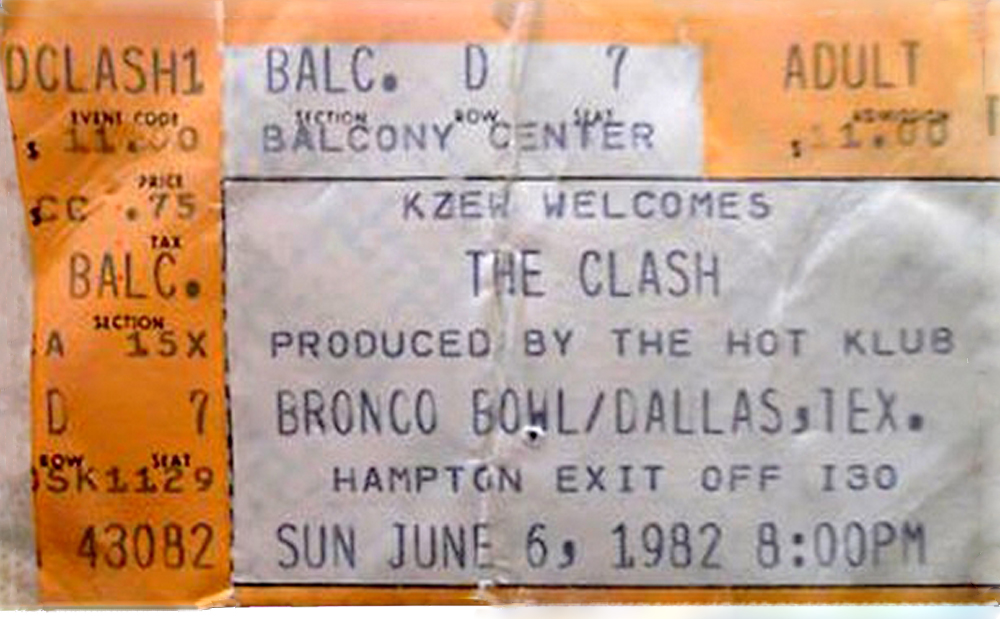 DCLASH1
EVENT CODE
$ 11.00
PRICE
$ CC .75
TAX
BALC.
SECTION
A 15X
D 7
ROW SEAT
SK1129
43082
BALC. D 7
SECTION ROW SEAT
BALCONY CENTER
ADULT
ADMISSION
$ 11.00
KZEW WELCOMES
THE CLASH
PRODUCED BY THE HOT KLUB
BRONCO BOWL/DALLAS,TEX.
HAMPTON EXIT OFF I30
SUN JUNE 6, 1982 8:00PM